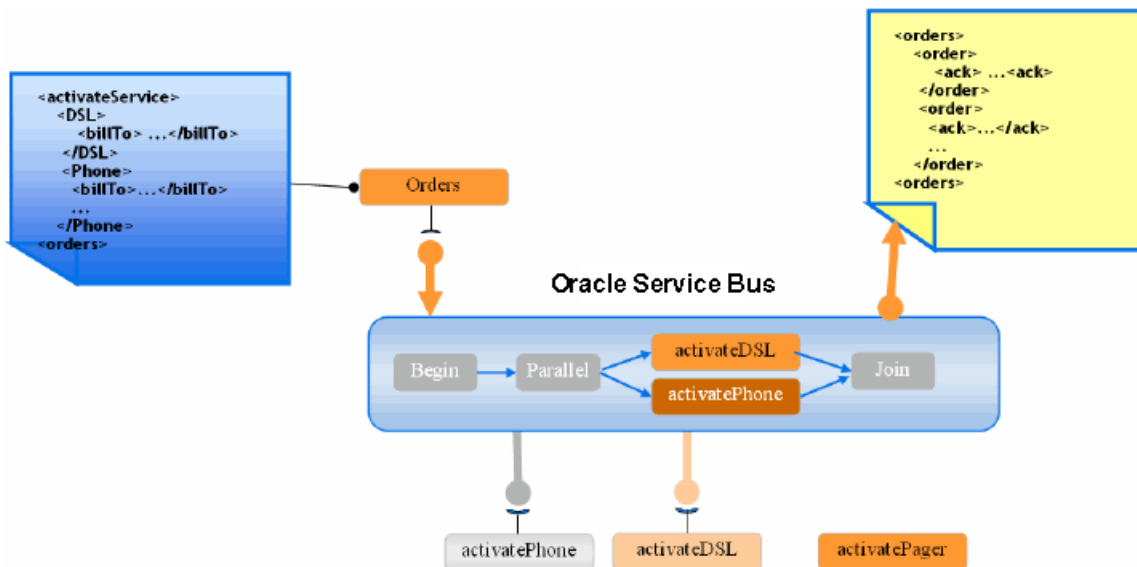 <activateService>
<DSL>
<billTo> ...</billTo>
</DSL>
<Phone>
<billTo>...</billTo>
...
</Phone>
<orders>
Orders
<orders>
<order>
<ack> ...<ack>
</order>
<order>
<ack>...</ack>
...
</order>
<orders>
Oracle Service Bus
Begin
Parallel
activateDSL
activatePhone
Join
activatePhone
activateDSL
activatePager